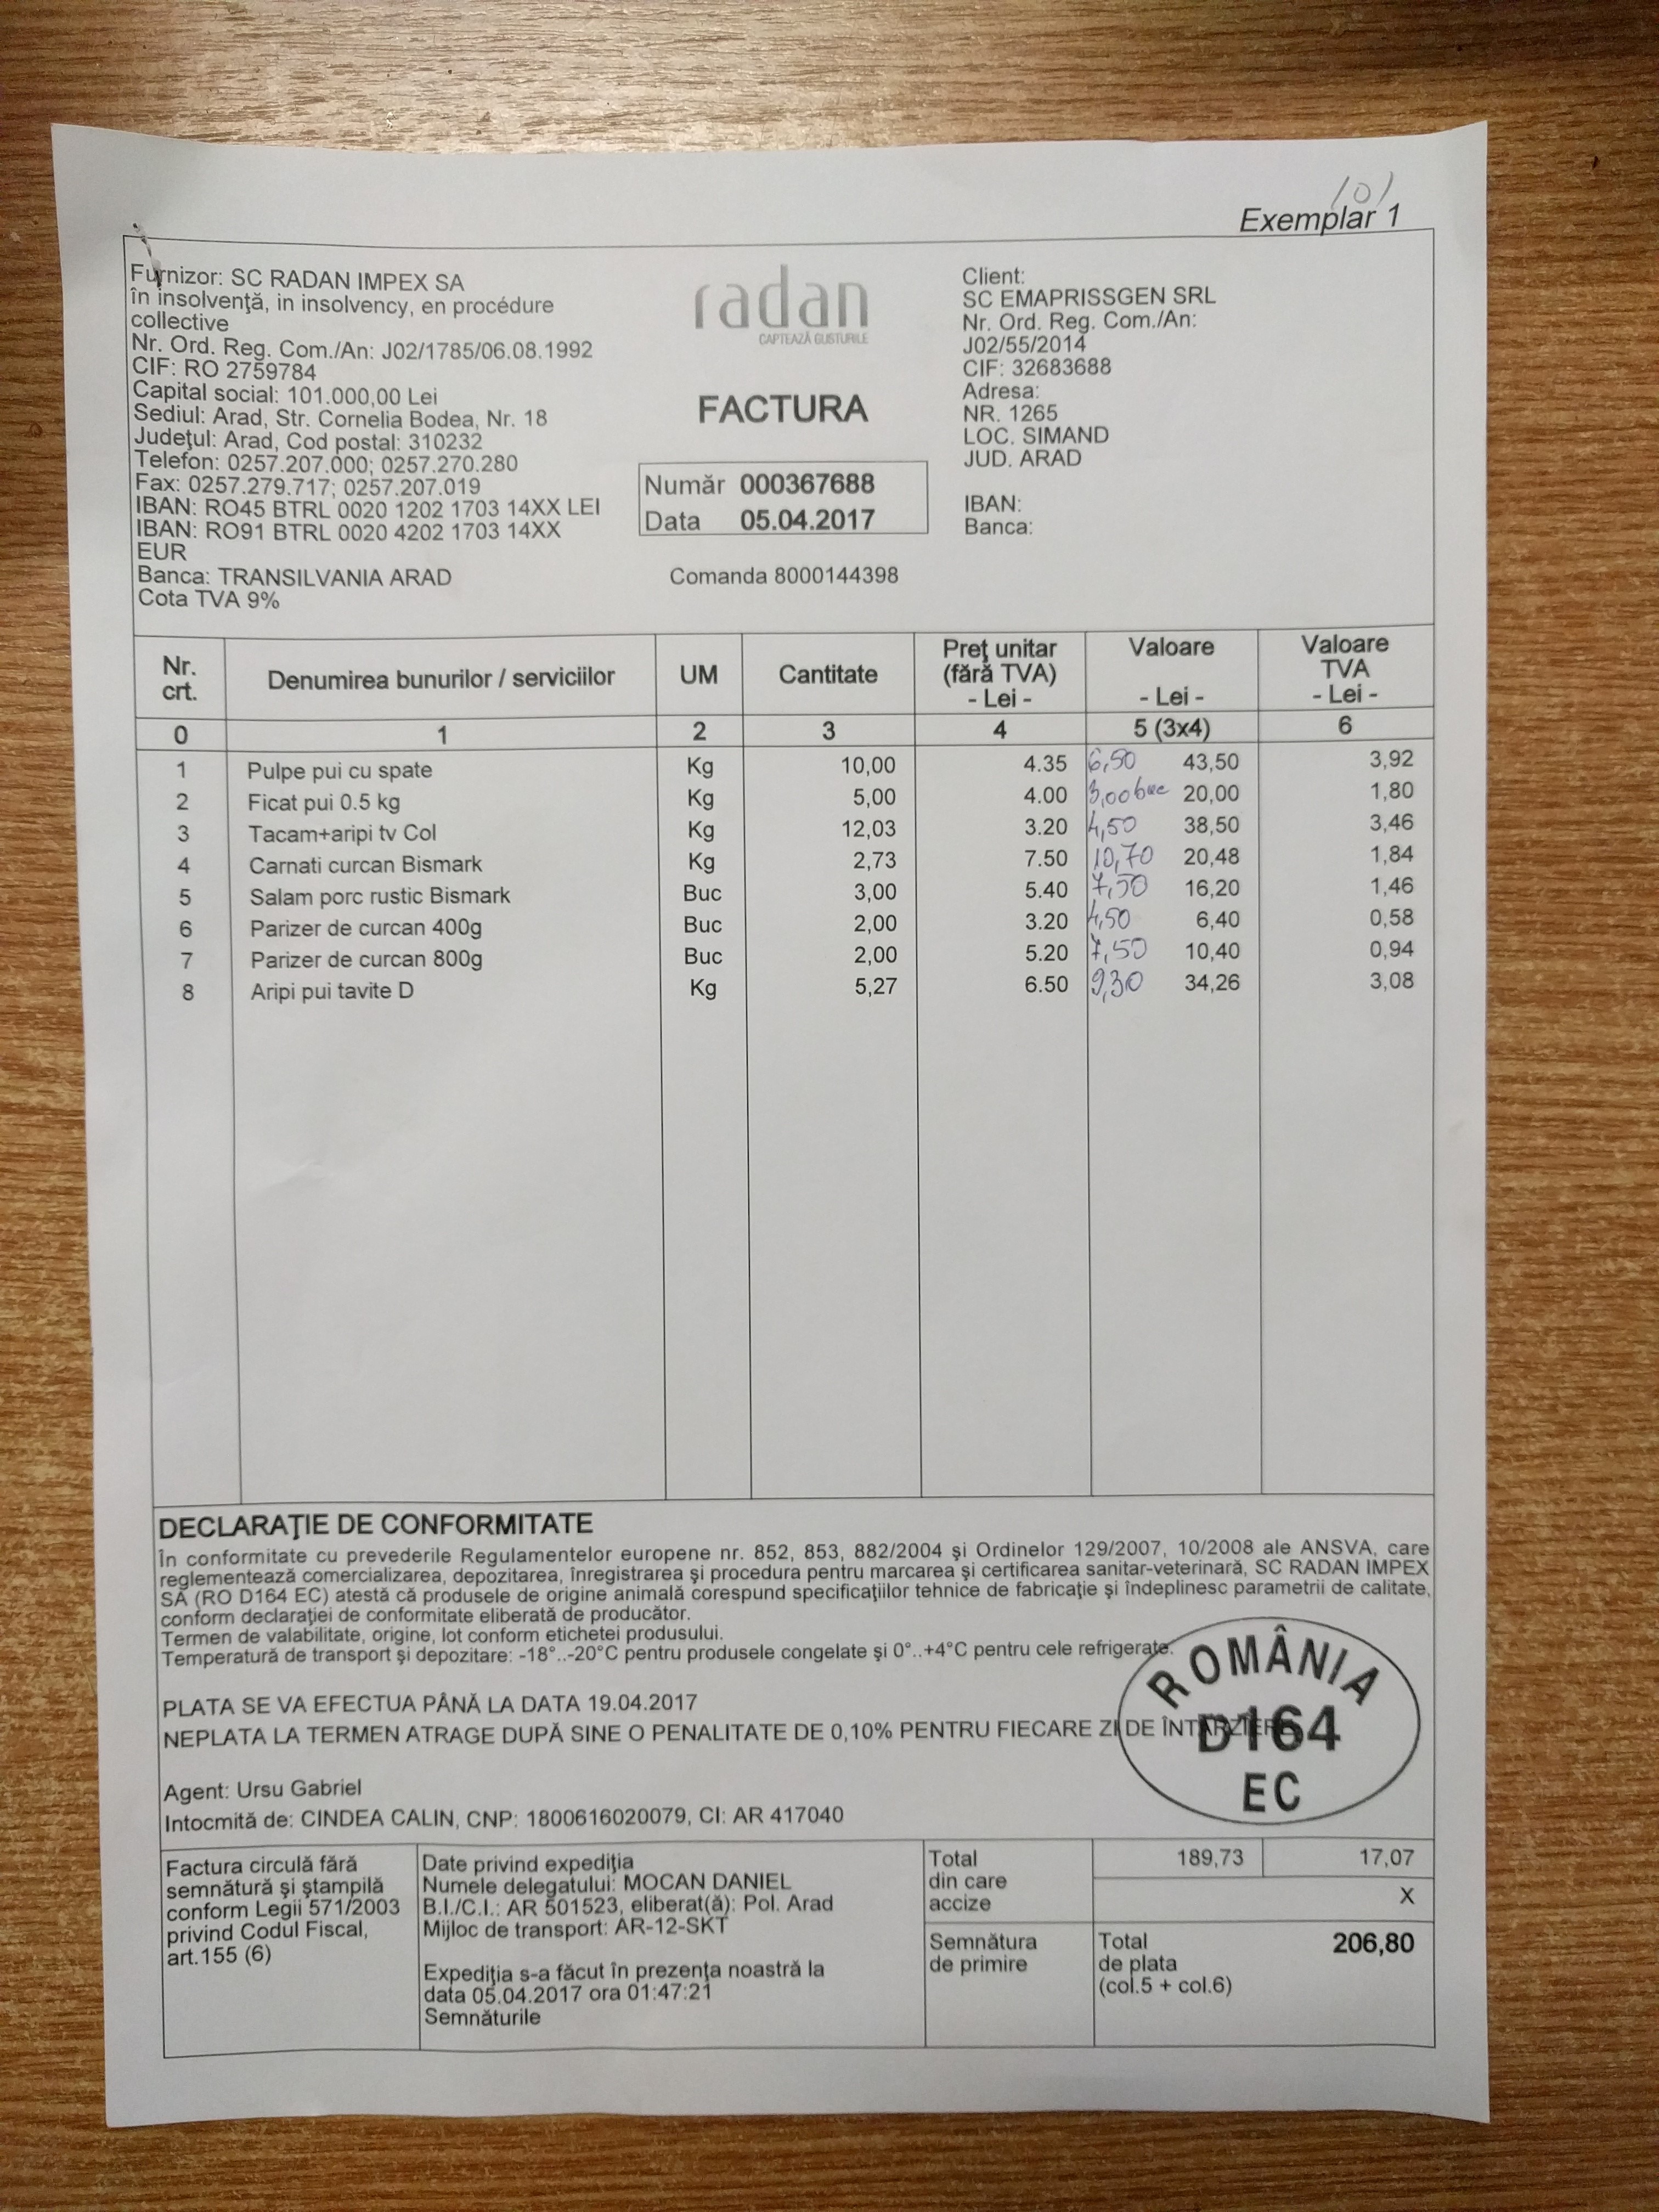 101
Exemplar 1
Furnizor: SC RADAN IMPEX SA
în insolvenţă, in insolvency, en procédure
collective
Nr. Ord. Reg. Com./An: J02/1785/06.08.1992
CIF: RO 2759784
Capital social: 101.000,00 Lei
Sediul: Arad, Str. Cornelia Bodea, Nr. 18
Judeţul: Arad, Cod postal: 310232
Telefon: 0257.207.000; 0257.270.280
Fax: 0257.279.717; 0257.207.019
IBAN: RO45 BTRL 0020 1202 1703 14XX LEI
IBAN: RO91 BTRL 0020 4202 1703 14XX
EUR
Banca: TRANSILVANIA ARAD
Cota TVA 9%
radan
CAPTEAZĂ GUSTURILE
FACTURA
Număr 000367688
Data 05.04.2017
Comanda 8000144398
Client:
SC EMAPRISSGEN SRL
Nr. Ord. Reg. Com./An:
J02/55/2014
CIF: 32683688
Adresa:
NR. 1265
LOC. SIMAND
JUD. ARAD
IBAN:
Banca:
Nr. crt. Denumirea bunurilor / serviciilor UM Cantitate Preţ unitar (fără TVA) - Lei - Valoare - Lei - Valoare TVA - Lei -
0 1 2 3 4 5 (3x4) 6
1 Pulpe pui cu spate Kg 10,00 4.35 6,50 43,50 3,92
2 Ficat pui 0.5 kg Kg 5,00 4.00 3,00 buc 20,00 1,80
3 Tacam+aripi tv Col Kg 12,03 3.20 4,50 38,50 3,46
4 Carnati curcan Bismark Kg 2,73 7.50 10,70 20,48 1,84
5 Salam porc rustic Bismark Buc 3,00 5.40 7,50 16,20 1,46
6 Parizer de curcan 400g Buc 2,00 3.20 4,50 6,40 0,58
7 Parizer de curcan 800g Buc 2,00 5.20 7,50 10,40 0,94
8 Aripi pui tavite D Kg 5,27 6.50 9,30 34,26 3,08
DECLARAŢIE DE CONFORMITATE
În conformitate cu prevederile Regulamentelor europene nr. 852, 853, 882/2004 şi Ordinelor 129/2007, 10/2008 ale ANSVA, care
reglementează comercializarea, depozitarea, înregistrarea şi procedura pentru marcarea şi certificarea sanitar-veterinară, SC RADAN IMPEX
SA (RO D164 EC) atestă că produsele de origine animală corespund specificaţiilor tehnice de fabricaţie şi îndeplinesc parametrii de calitate,
conform declaraţiei de conformitate eliberată de producător.
Termen de valabilitate, origine, lot conform etichetei produsului.
Temperatură de transport şi depozitare: -18°..-20°C pentru produsele congelate şi 0°..+4°C pentru cele refrigerate.
PLATA SE VA EFECTUA PÂNĂ LA DATA 19.04.2017
NEPLATA LA TERMEN ATRAGE DUPĂ SINE O PENALITATE DE 0,10% PENTRU FIECARE ZI DE ÎNTÂRZIERE
ROMÂNIA
D164
EC
Agent: Ursu Gabriel
Intocmită de: CINDEA CALIN, CNP: 1800616020079, CI: AR 417040
Factura circulă fără
semnătură şi ştampilă
conform Legii 571/2003
privind Codul Fiscal,
art.155 (6)
Date privind expediţia
Numele delegatului: MOCAN DANIEL
B.I./C.I.: AR 501523, eliberat(ă): Pol. Arad
Mijloc de transport: AR-12-SKT
Expediţia s-a făcut în prezenţa noastră la
data 05.04.2017 ora 01:47:21
Semnăturile
Total 189,73 17,07
din care
accize X
Semnătura
de primire
Total 206,80
de plata
(col.5 + col.6)